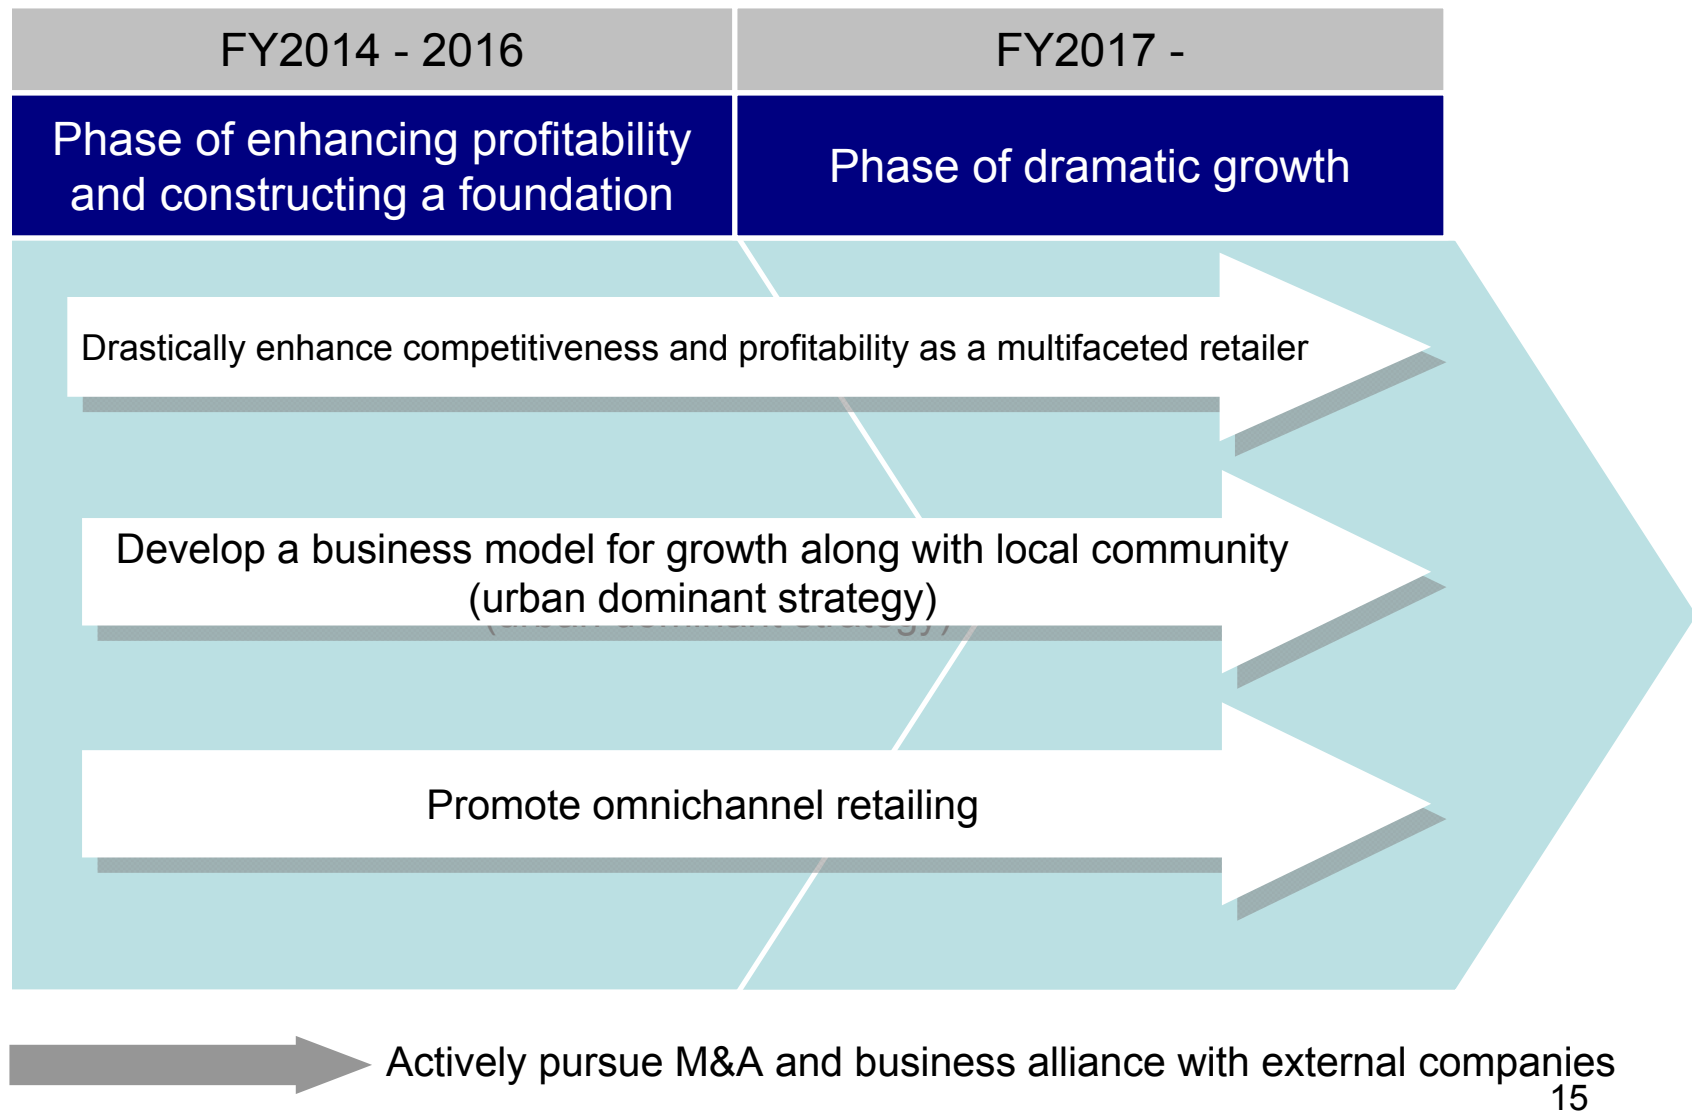 FY2014 - 2016
FY2017 -
Phase of enhancing profitability
and constructing a foundation
Phase of dramatic growth
Drastically enhance competitiveness and profitability as a multifaceted retailer
Develop a business model for growth along with local community
(urban dominant strategy)
Promote omnichannel retailing
Actively pursue M&A and business alliance with external companies
15